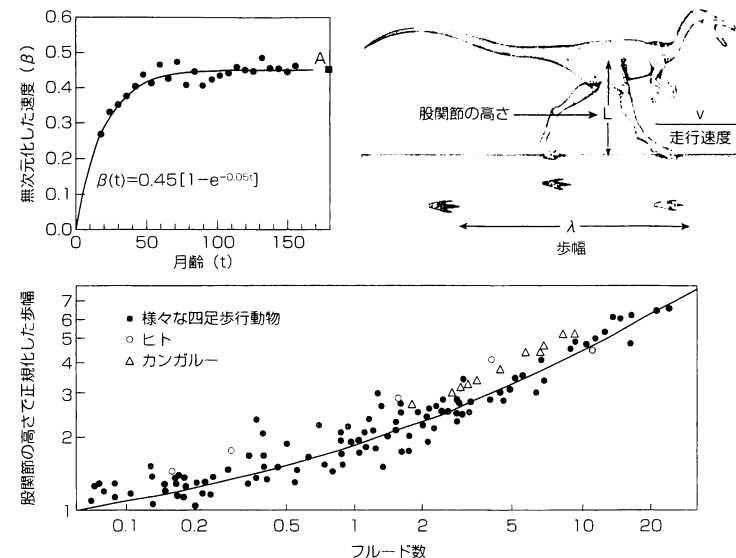 0.6
0.5
0.4
0.3
0.2
0.1
0.0
無次元化した速度(β)
A
β(t)=0.45[1−e−0.05t]
0
50
100
150
月齢(t)
股関節の高さ
L
v
走行速度
λ
歩幅
7
6
5
4
3
2
1
股関節の高さで正規化した歩幅
● 様々な四足歩行動物
○ ヒト
△ カンガルー
0.1
0.2
0.5
1
2
5
10
20
フルード数